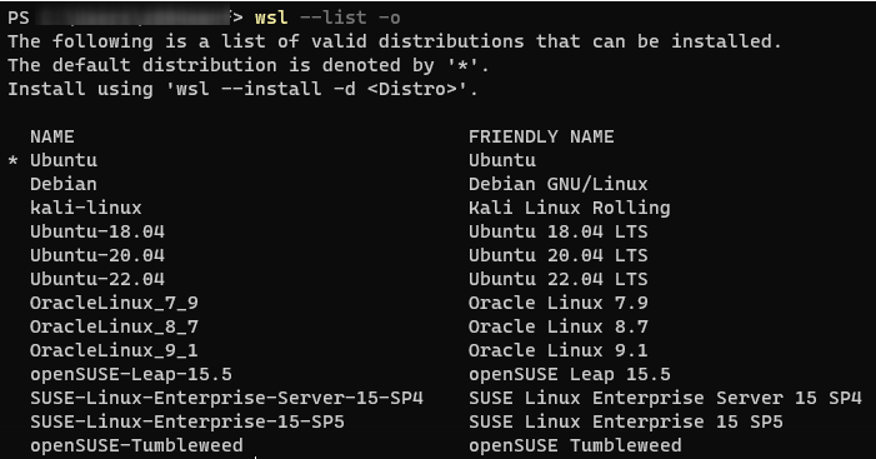 PS > wsl --list -o
The following is a list of valid distributions that can be installed.
The default distribution is denoted by '*'.
Install using 'wsl --install -d <Distro>'.
NAME FRIENDLY NAME
* Ubuntu Ubuntu
Debian Debian GNU/Linux
kali-linux Kali Linux Rolling
Ubuntu-18.04 Ubuntu 18.04 LTS
Ubuntu-20.04 Ubuntu 20.04 LTS
Ubuntu-22.04 Ubuntu 22.04 LTS
OracleLinux_7_9 Oracle Linux 7.9
OracleLinux_8_7 Oracle Linux 8.7
OracleLinux_9_1 Oracle Linux 9.1
openSUSE-Leap-15.5 openSUSE Leap 15.5
SUSE-Linux-Enterprise-Server-15-SP4 SUSE Linux Enterprise Server 15 SP4
SUSE-Linux-Enterprise-15-SP5 SUSE Linux Enterprise 15 SP5
openSUSE-Tumbleweed openSUSE Tumbleweed